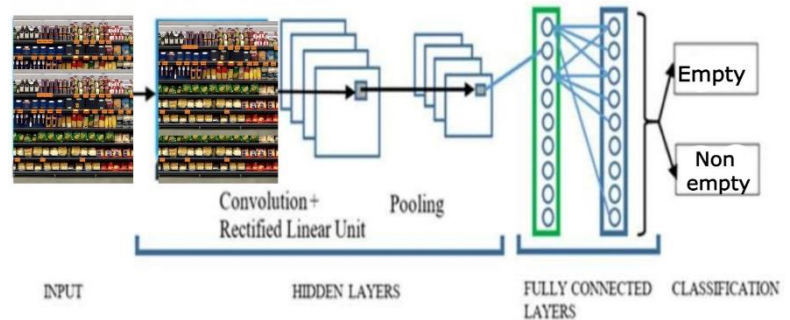 Empty
Non
empty
Convolution+
Rectified Linear Unit
Pooling
INPUT
HIDDEN LAYERS
FULLY CONNECTED
LAYERS
CLASSIFICATION